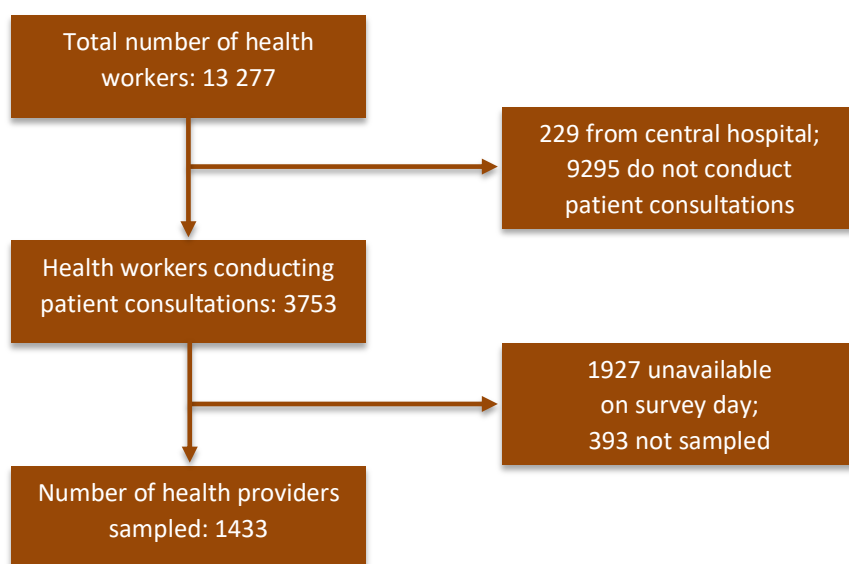 Total number of health
workers: 13 277
229 from central hospital;
9295 do not conduct
patient consultations
Health workers conducting
patient consultations: 3753
1927 unavailable
on survey day;
393 not sampled
Number of health providers
sampled: 1433